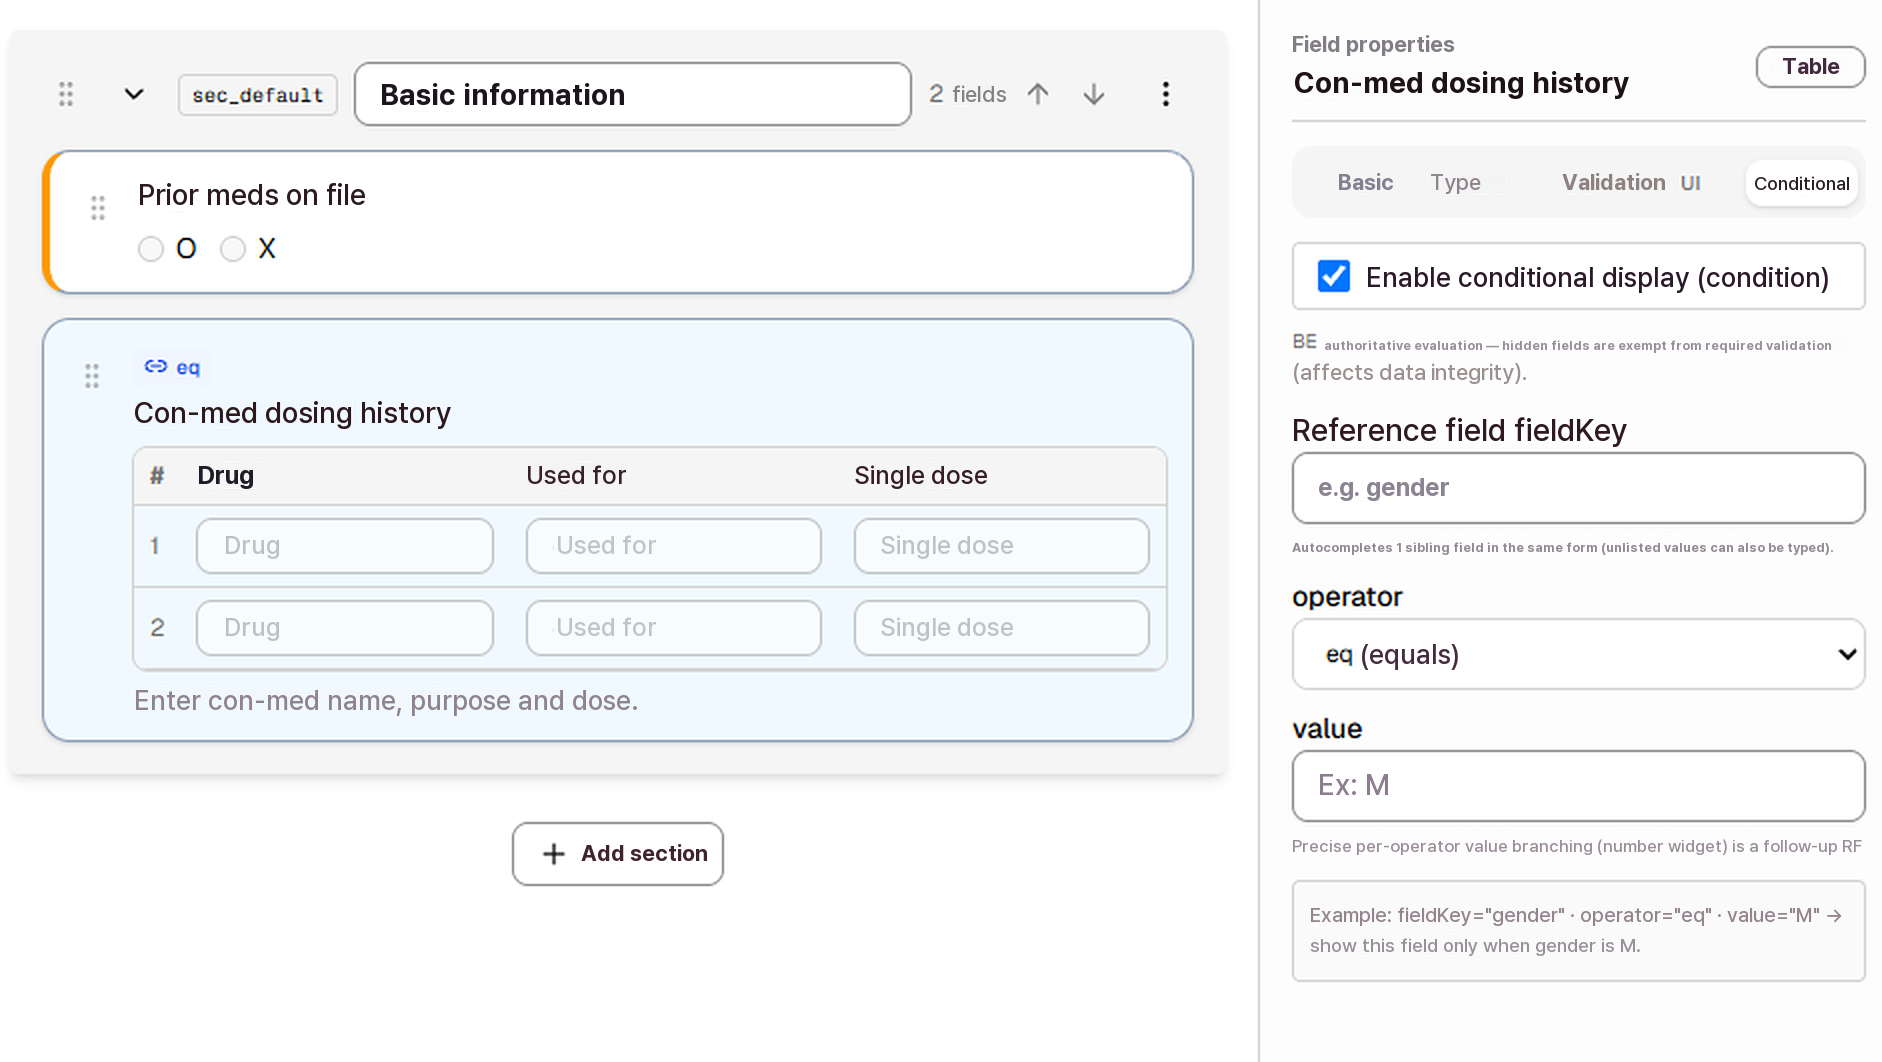 sec_default
Basic information
2 fields
Prior meds on file
O X
eq
Con-med dosing history
# Drug Used for Single dose
1 Drug Used for Single dose
2 Drug Used for Single dose
Enter con-med name, purpose and dose.
+ Add section
Field properties
Con-med dosing history
Table
Basic Type Validation UI Conditional
Enable conditional display (condition)
BE authoritative evaluation — hidden fields are exempt from required validation
(affects data integrity).
Reference field fieldKey
e.g. gender
Autocompletes 1 sibling field in the same form (unlisted values can also be typed).
operator
eq (equals)
value
Ex: M
Precise per-operator value branching (number widget) is a follow-up RF
Example: fieldKey="gender" · operator="eq" · value="M" →
show this field only when gender is M.